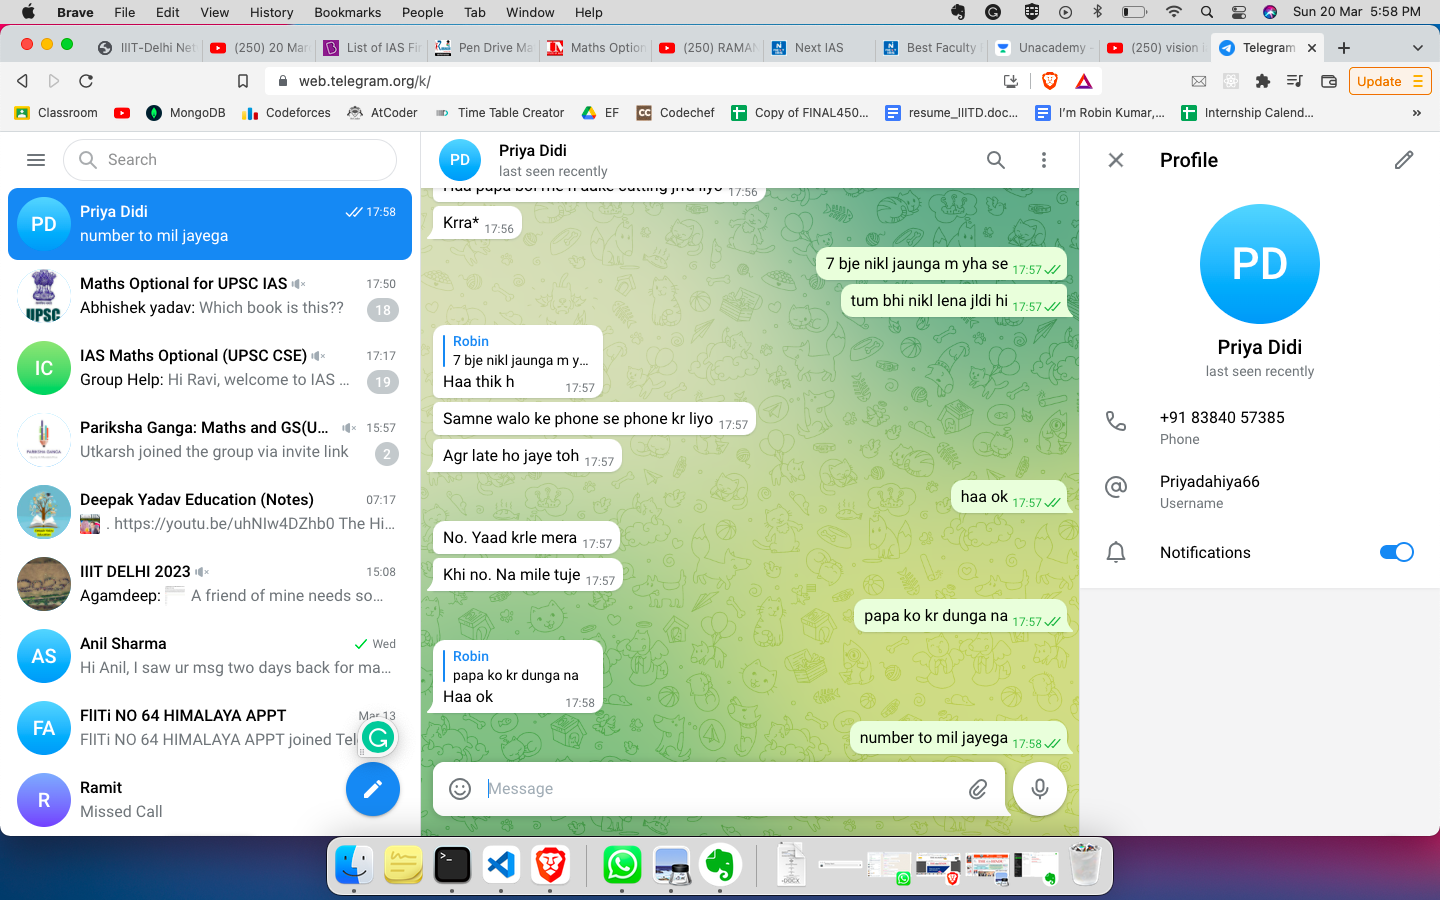 Brave File Edit View History Bookmarks People Tab Window Help Sun 20 Mar 5:58 PM
IIIT-Delhi Net (250) 20 Mar List of IAS Fi Pen Drive Ma Maths Option (250) RAMAN Next IAS Best Faculty Unacademy - (250) vision Telegram
web.telegram.org/k/ Update
Classroom MongoDB Codeforces AtCoder Time Table Creator EF CC Codechef Copy of FINAL450... resume_IIITD.doc... I'm Robin Kumar,... Internship Calend... »
Search
PD
Priya Didi 17:58
number to mil jayega
Maths Optional for UPSC IAS 17:50
Abhishek yadav: Which book is this?? 18
UPSC
IC
IAS Maths Optional (UPSC CSE) 17:17
Group Help: Hi Ravi, welcome to IAS ... 19
Pariksha Ganga: Maths and GS(U... 15:57
Utkarsh joined the group via invite link 2
PARIKSHA GANGA
Deepak Yadav Education (Notes) 07:17
. https://youtu.be/uhNIw4DZhb0 The Hi...
IIIT DELHI 2023 15:08
Agamdeep: A friend of mine needs so...
AS
Anil Sharma Wed
Hi Anil, I saw ur msg two days back for ma...
FA
FIITi NO 64 HIMALAYA APPT Mar 13
FIITi NO 64 HIMALAYA APPT joined Tel
R
Ramit
Missed Call
PD
Priya Didi
last seen recently
17:56
Krra* 17:56
7 bje nikl jaunga m yha se 17:57
tum bhi nikl lena jldi hi 17:57
Robin
7 bje nikl jaunga m y...
Haa thik h 17:57
Samne walo ke phone se phone kr liyo 17:57
Agr late ho jaye toh 17:57
haa ok 17:57
No. Yaad krle mera 17:57
Khi no. Na mile tuje 17:57
papa ko kr dunga na 17:57
Robin
papa ko kr dunga na
Haa ok 17:58
number to mil jayega 17:58
Message
Profile
PD
Priya Didi
last seen recently
+91 83840 57385
Phone
Priyadahiya66
Username
Notifications
.DOCX